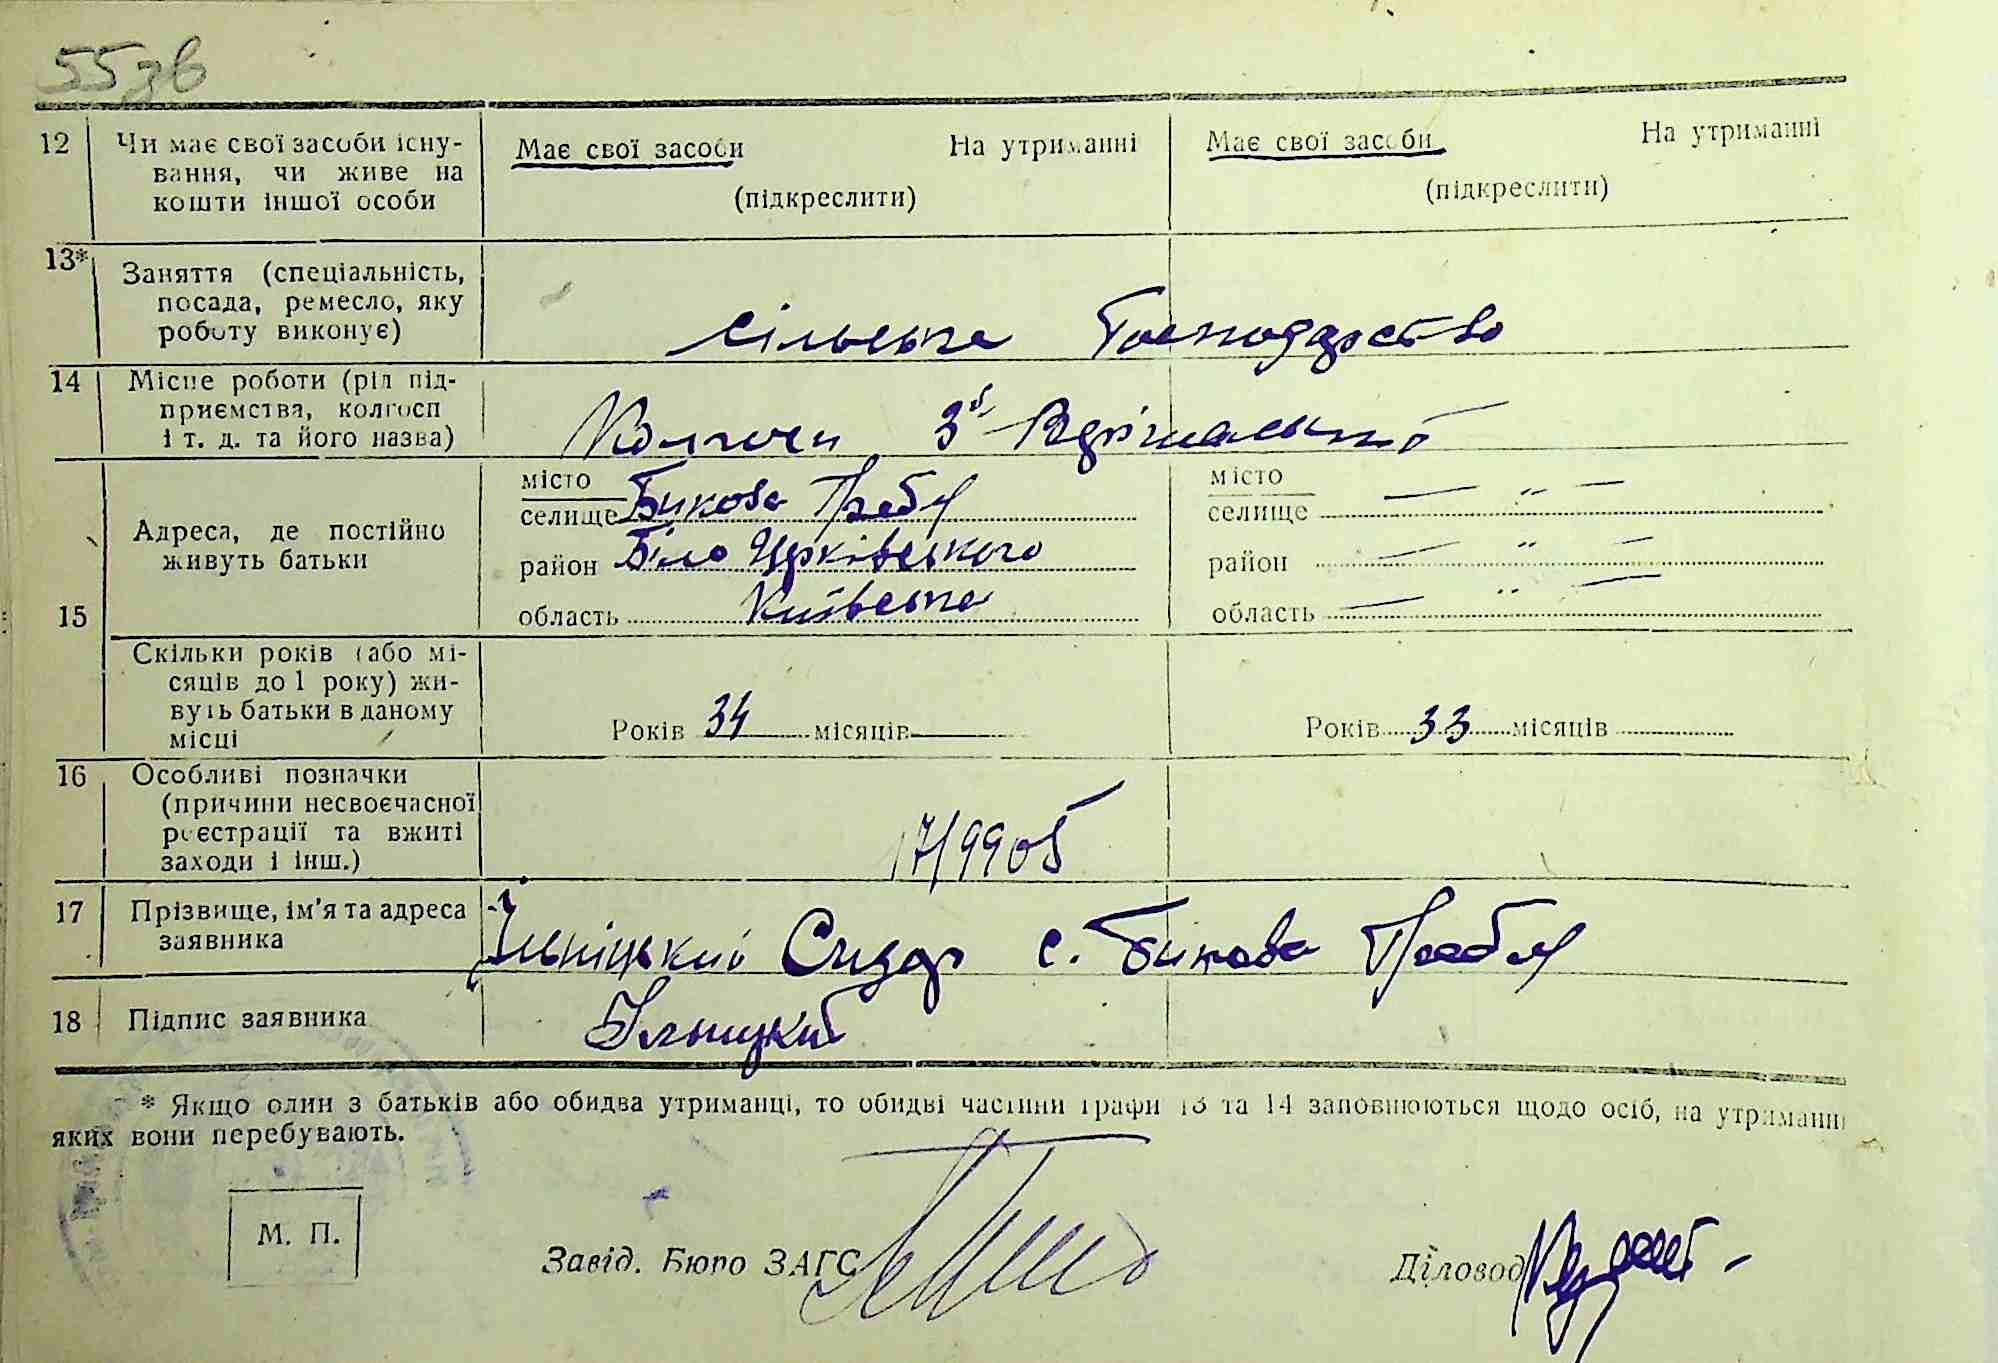 55зв
12 Чи має свої засоби існу-
вання, чи живе на
кошти іншої особи
Має свої засоби На утриманні
(підкреслити)
Має свої засоби На утриманні
(підкреслити)
13* Заняття (спеціальність,
посада, ремесло, яку
роботу виконує)
сільське Господарство
14 Місце роботи (рід під-
приємства, колгосп
і т. д. та його назва)
Колгосп
15 Адреса, де постійно
живуть батьки
місто
селище Бикова Гребля
район Біло Церківського
область Київська
місто
селище — „ —
район — „ —
область — „ —
Скільки років (або мі-
сяців до 1 року) жи-
вуть батьки в даному
місці
Років 34 місяців
Років 33 місяців
16 Особливі позначки
(причини несвоєчасної
реєстрації та вжиті
заходи і інш.)
17 Прізвище, ім'я та адреса
заявника
Ільніцький Сидор с. Бикова Гребля
18 Підпис заявника
* Якщо один з батьків або обидва утриманці, то обидві частини графи 13 та 14 заповнюються щодо осіб, на утриманні
яких вони перебувають.
М. П.
Завід. Бюро ЗАГС
Діловод